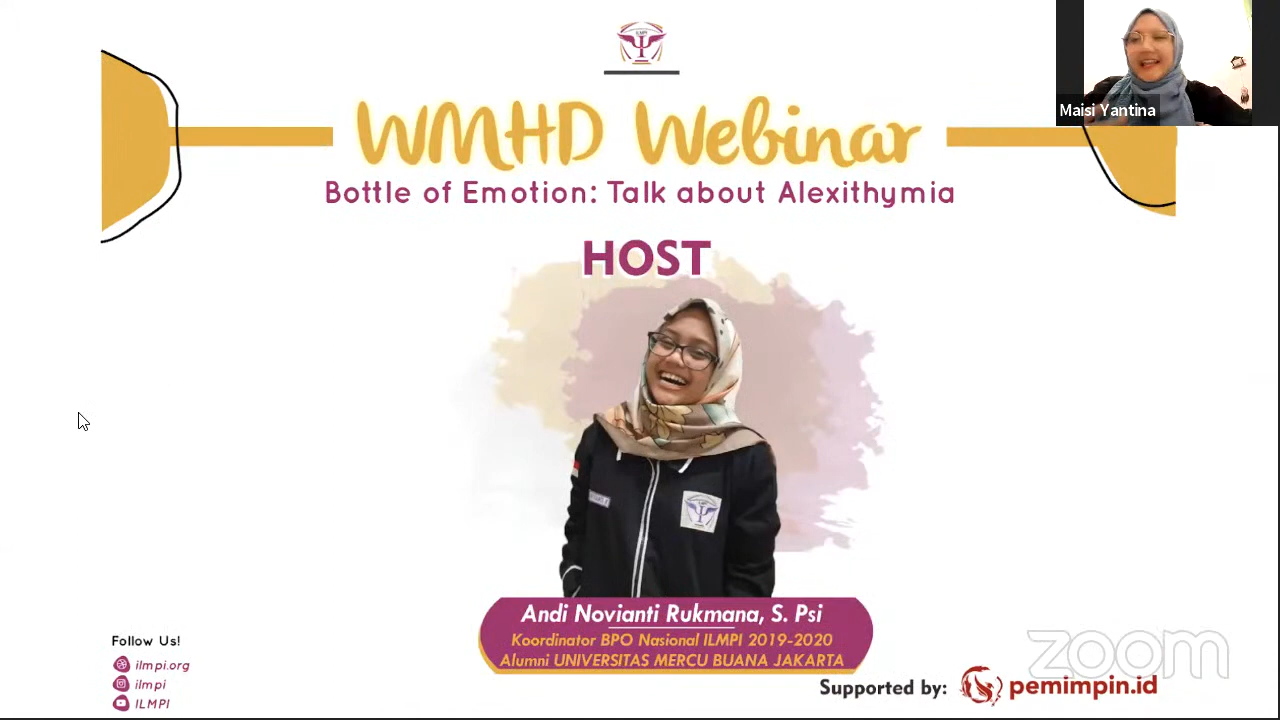 Maisi Yantina
WMHD Webinar
Bottle of Emotion: Talk about Alexithymia
HOST
Andi Novianti Rukmana, S. Psi
Koordinator BPO Nasional ILMPI 2019-2020
Alumni UNIVERSITAS MERCU BUANA JAKARTA
Follow Us!
ilmpi.org
ilmpi
ILMPI
Supported by:
pemimpin.id
zoom